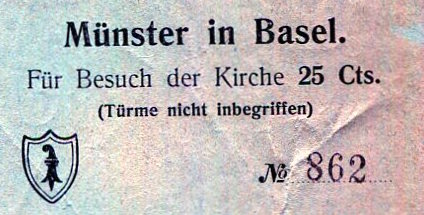 Münster in Basel.
Für Besuch der Kirche 25 Cts.
(Türme nicht inbegriffen)
№ 862